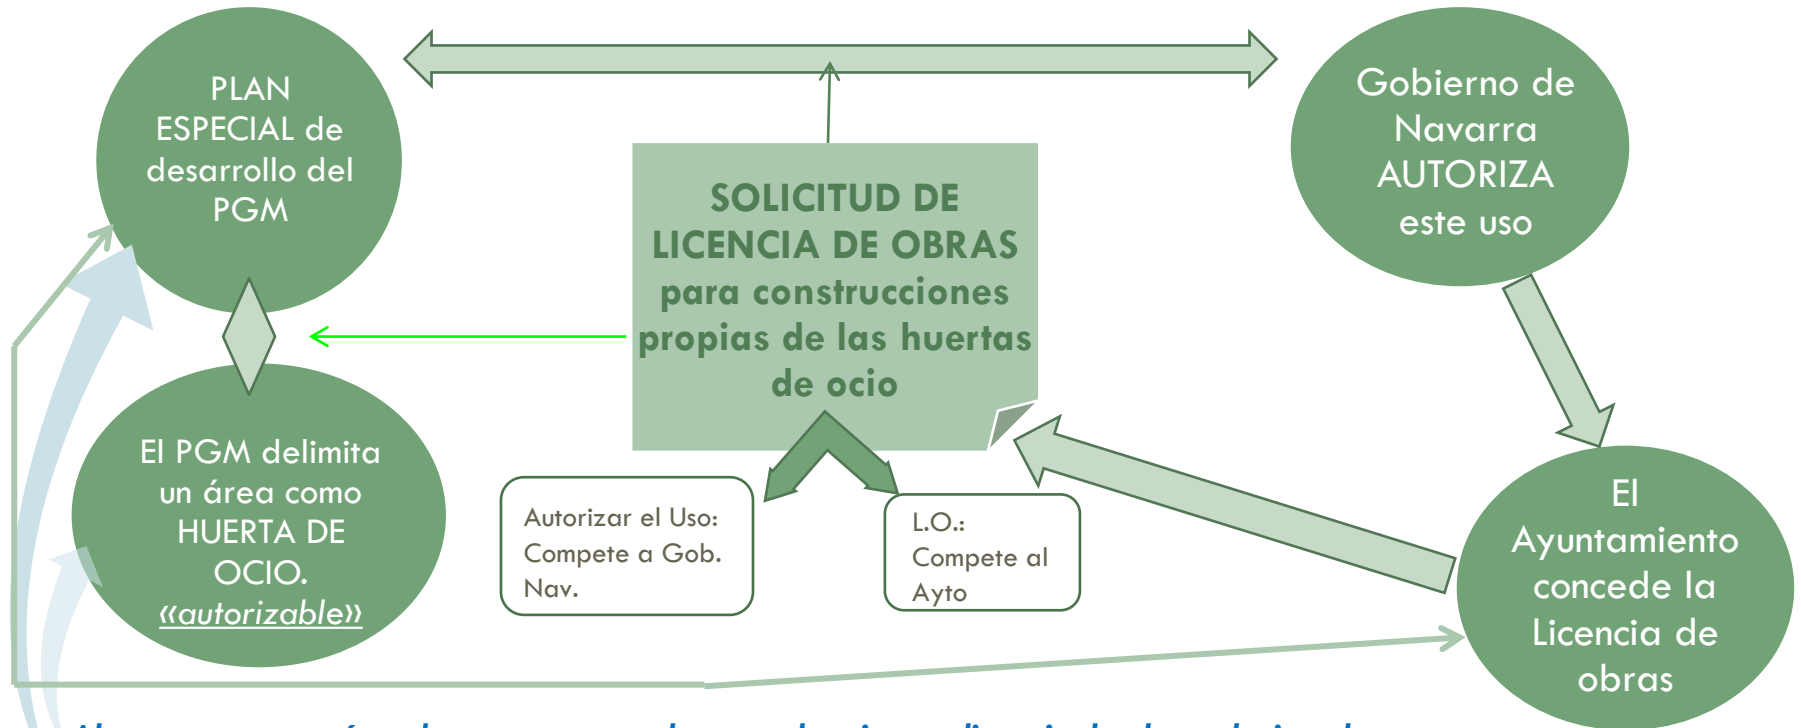 PLAN
ESPECIAL de
desarrollo del
PGM
Gobierno de
Navarra
AUTORIZA
este uso
SOLICITUD DE
LICENCIA DE OBRAS
para construcciones
propias de las huertas
de ocio
El PGM delimita
un área como
HUERTA DE
OCIO.
«autorizable»
Autorizar el Uso:
Compete a Gob.
Nav.
L.O.:
Compete al
Ayto
El
Ayuntamiento
concede la
Licencia de
obras